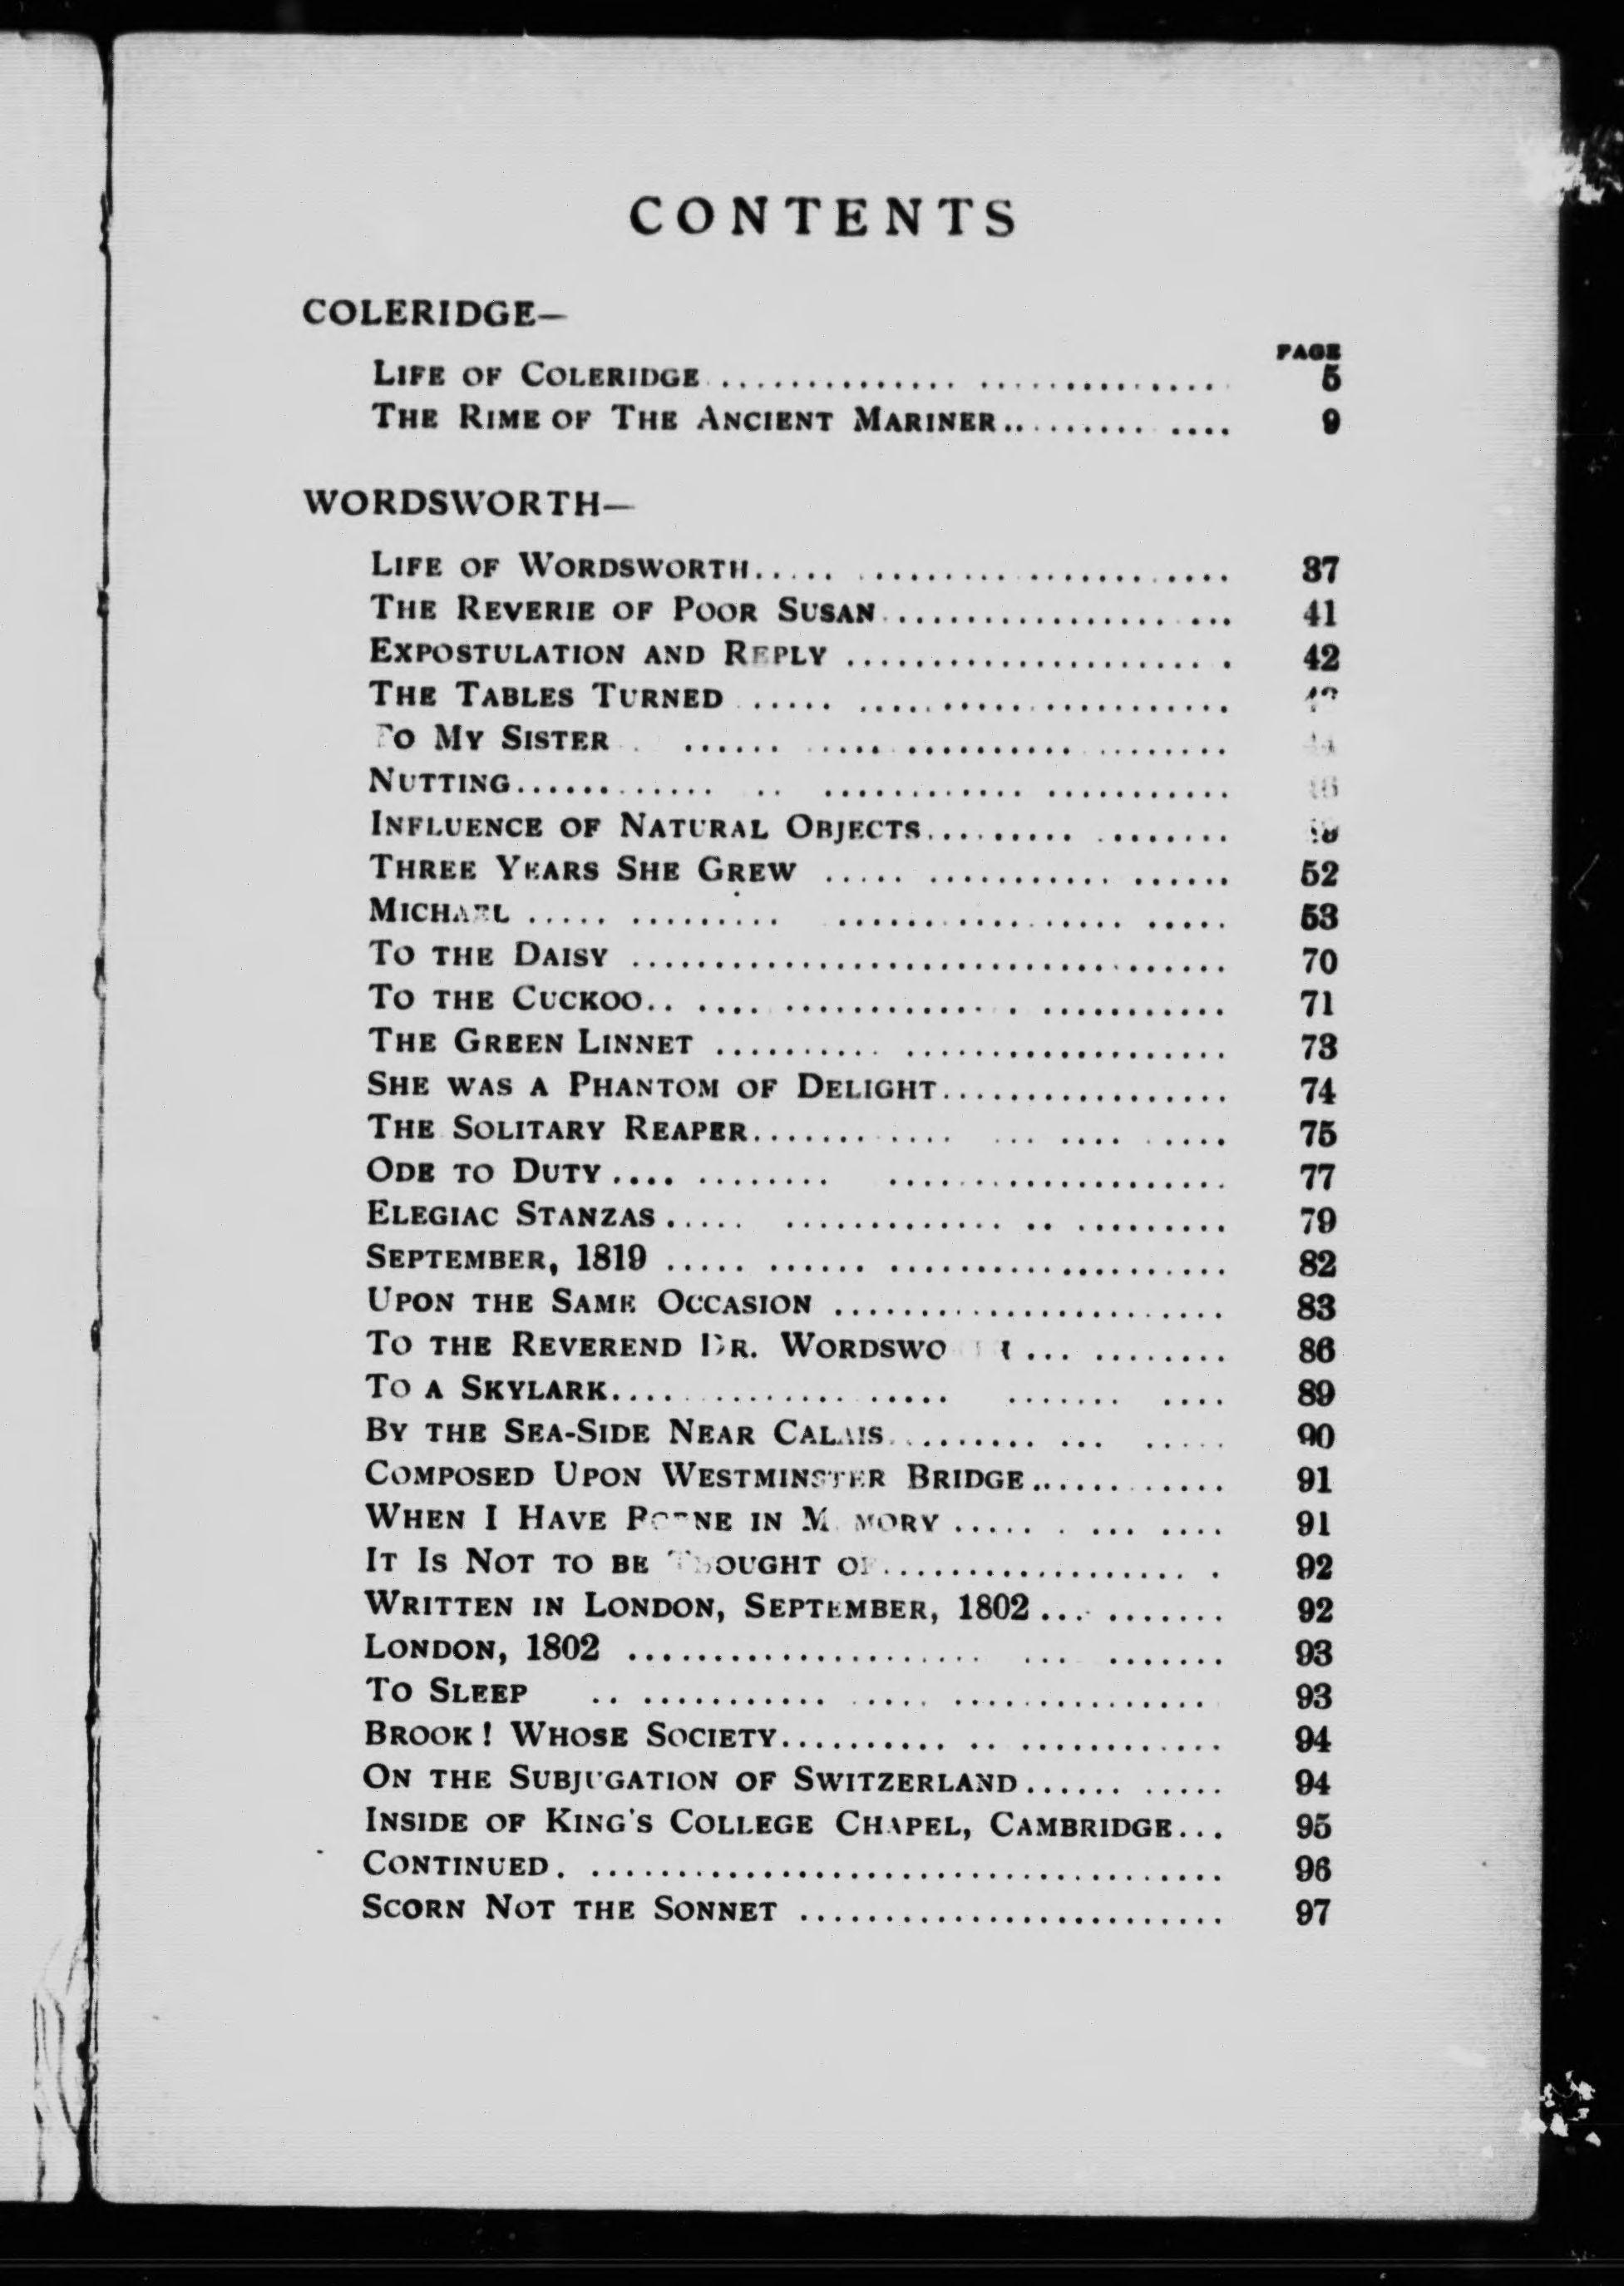 CONTENTS
COLERIDGE—
PAGE
LIFE OF COLERIDGE ............................ 5
THE RIME OF THE ANCIENT MARINER.............. 9
WORDSWORTH—
LIFE OF WORDSWORTH............................ 37
THE REVERIE OF POOR SUSAN.................... 41
EXPOSTULATION AND REPLY ...................... 42
THE TABLES TURNED ............................
TO MY SISTER ............................
NUTTING........................................
INFLUENCE OF NATURAL OBJECTS..................
THREE YEARS SHE GREW ...................... 52
MICHAEL .................................... 53
TO THE DAISY .................................. 70
TO THE CUCKOO.................................. 71
THE GREEN LINNET ............................ 73
SHE WAS A PHANTOM OF DELIGHT................. 74
THE SOLITARY REAPER.......................... 75
ODE TO DUTY.................................. 77
ELEGIAC STANZAS.............................. 79
SEPTEMBER, 1819 .............................. 82
UPON THE SAME OCCASION ....................... 83
TO THE REVEREND DR. WORDSWORTH ........... 86
TO A SKYLARK.................................. 89
BY THE SEA-SIDE NEAR CALAIS.................. 90
COMPOSED UPON WESTMINSTER BRIDGE............ 91
WHEN I HAVE BORNE IN MEMORY ............. 91
IT IS NOT TO BE THOUGHT OF.................... 92
WRITTEN IN LONDON, SEPTEMBER, 1802.......... 92
LONDON, 1802 .............................. 93
TO SLEEP .............................. 93
BROOK! WHOSE SOCIETY........................ 94
ON THE SUBJUGATION OF SWITZERLAND........... 94
INSIDE OF KING'S COLLEGE CHAPEL, CAMBRIDGE... 95
CONTINUED...................................... 96
SCORN NOT THE SONNET ......................... 97